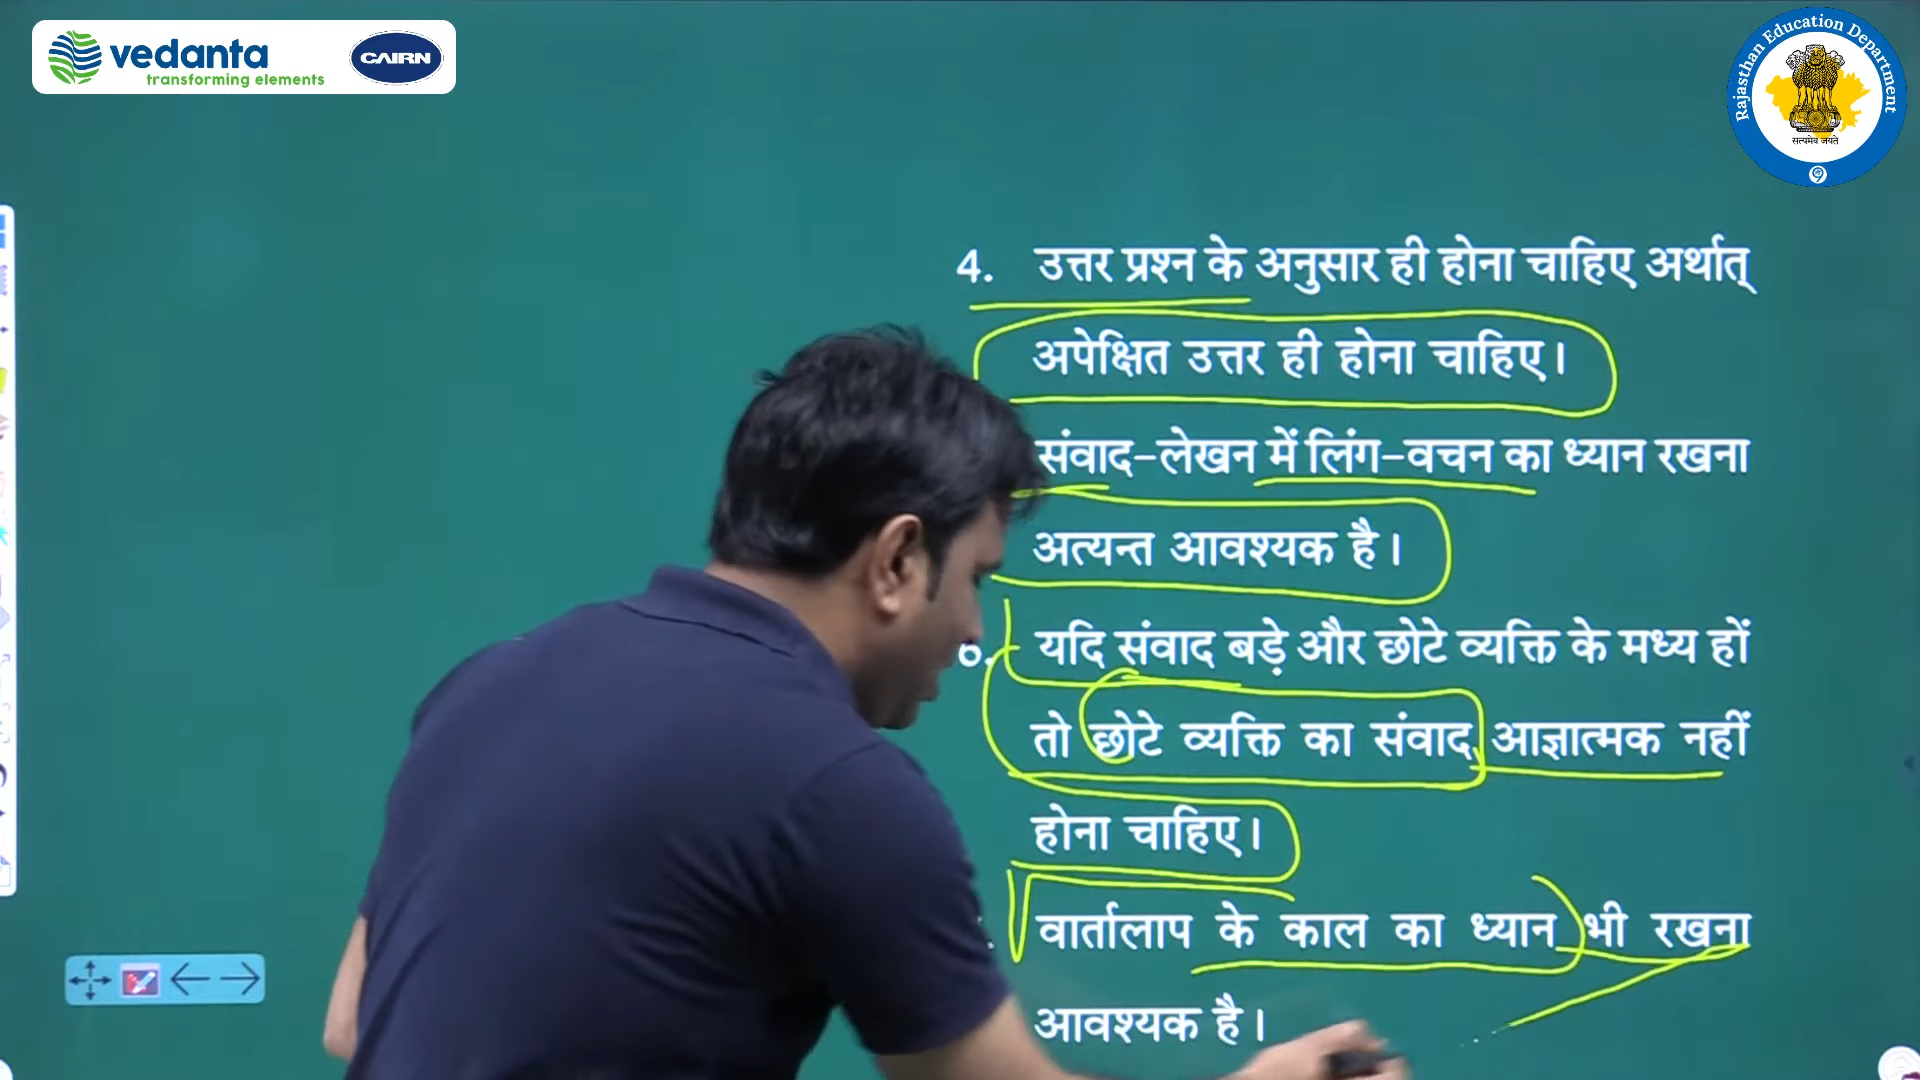 vedanta
transforming elements
CAIRN
Rajasthan Education Department
सत्यमेव जयते
4. उत्तर प्रश्न के अनुसार ही होना चाहिए अर्थात्
अपेक्षित उत्तर ही होना चाहिए।
संवाद-लेखन में लिंग-वचन का ध्यान रखना
अत्यन्त आवश्यक है।
6. यदि संवाद बड़े और छोटे व्यक्ति के मध्य हों
तो छोटे व्यक्ति का संवाद आज्ञात्मक नहीं
होना चाहिए।
वार्तालाप के काल का ध्यान भी रखना
आवश्यक है।